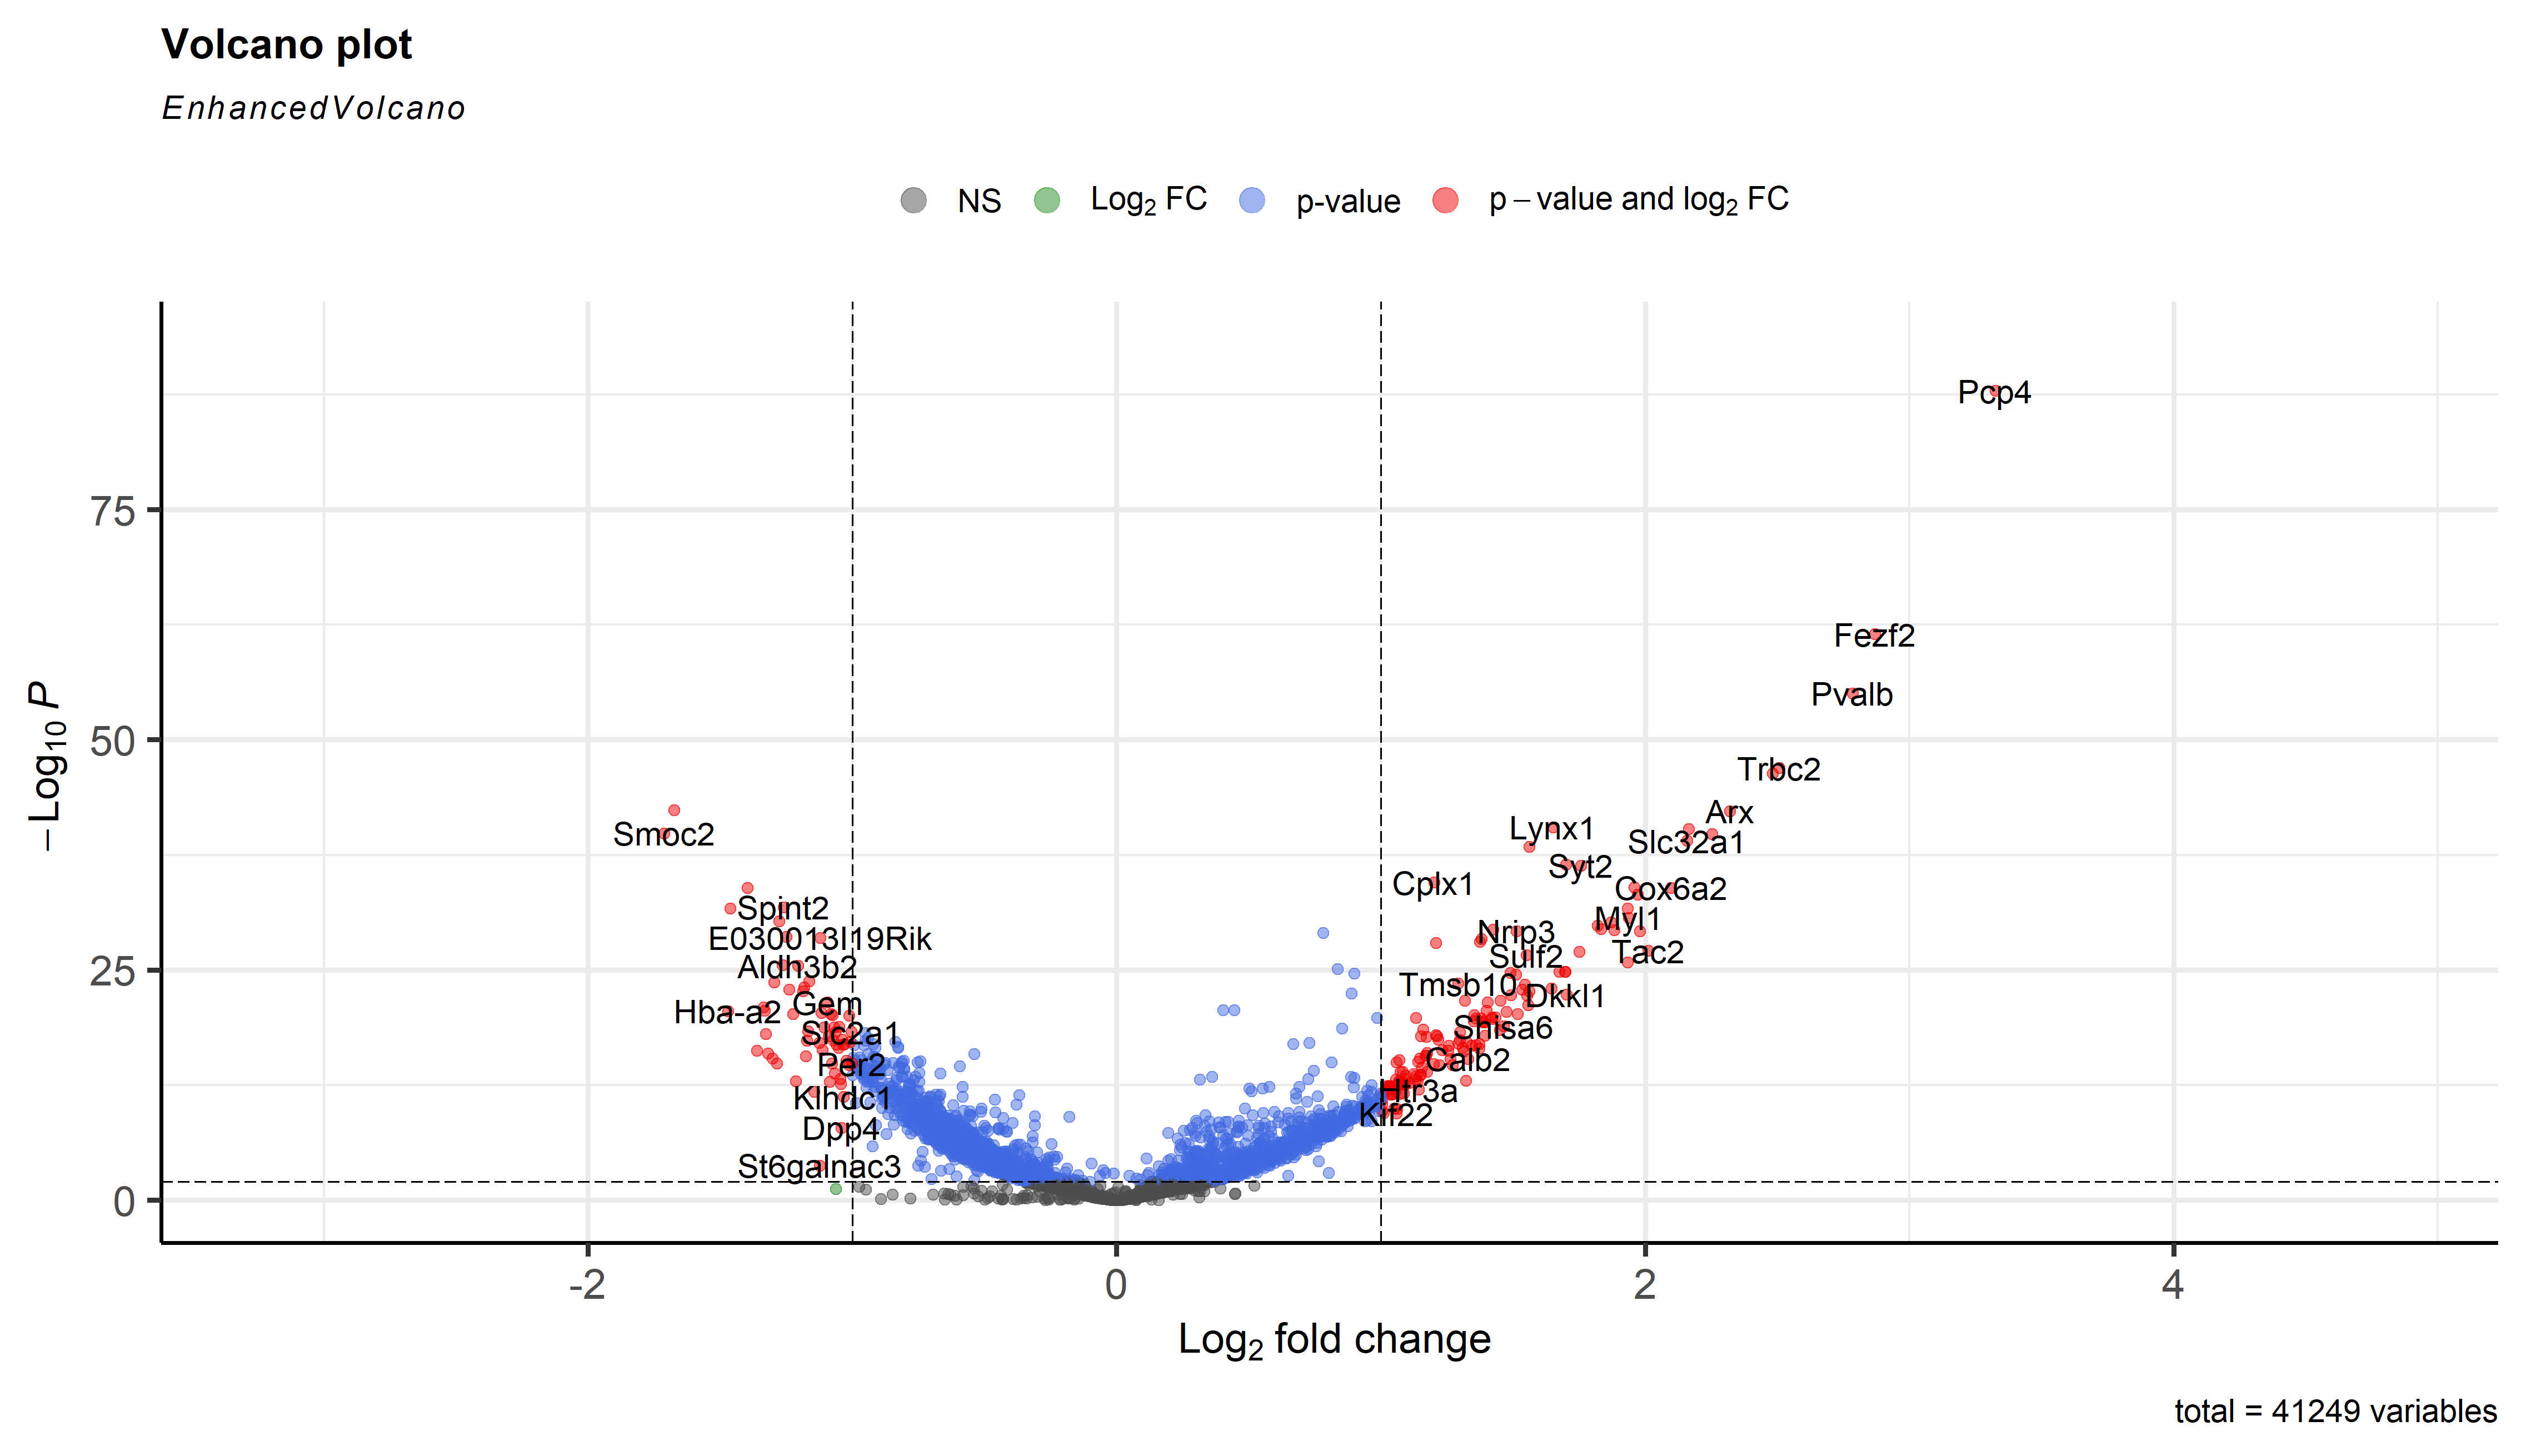 Volcano plot
EnhancedVolcano
NS Log2 FC p-value p − value and log2 FC
−Log10 P
75
50
25
0
Pcp4
Fezf2
Pvalb
Trbc2
Arx
Lynx1
Smoc2
Slc32a1
Syt2
Cplx1
Cox6a2
Spint2
Myl1
Nrip3
E030013I19Rik
Tac2
Sulf2
Aldh3b2
Tmsb10
Dkkl1
Gem
Hba-a2
Shisa6
Slc2a1
Calb2
Per2
Htr3a
Klhdc1
Kif22
Dpp4
St6galnac3
-2 0 2 4
Log2 fold change
total = 41249 variables